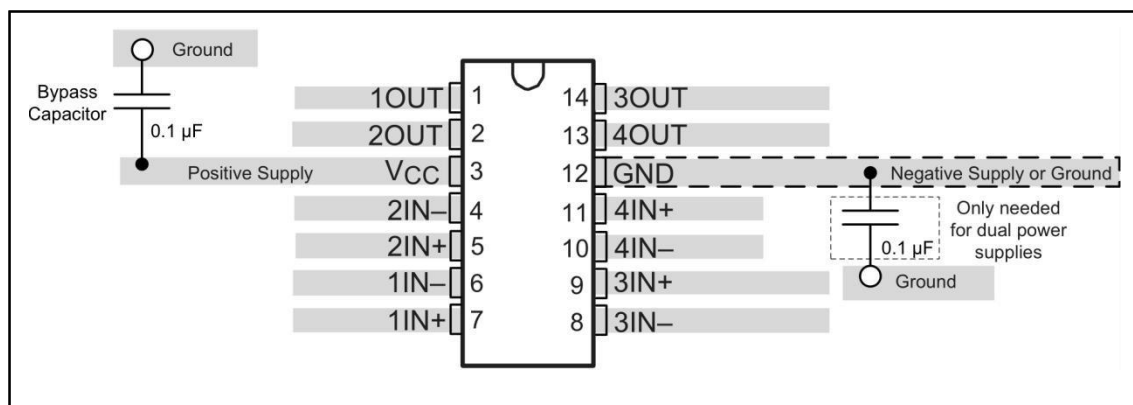 Ground
Bypass
Capacitor
0.1 µF
Positive Supply
1OUT 1
2OUT 2
VCC 3
2IN– 4
2IN+ 5
1IN– 6
1IN+ 7
14 3OUT
13 4OUT
12 GND
11 4IN+
10 4IN–
9 3IN+
8 3IN–
Negative Supply or Ground
Only needed
for dual power
supplies
0.1 µF
Ground